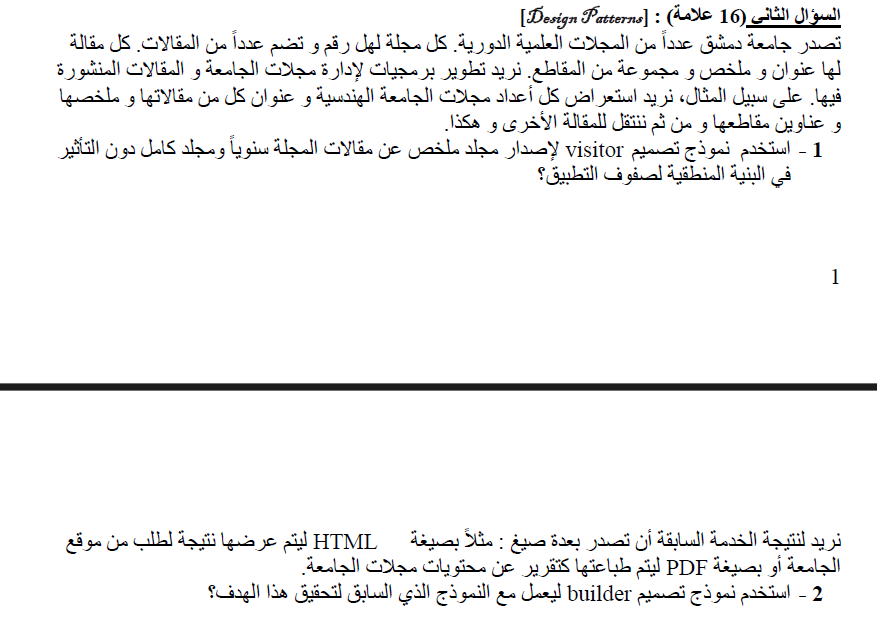 السؤال الثاني (16 علامة) : [Design Patterns]
تصدر جامعة دمشق عدداً من المجلات العلمية الدورية. كل مجلة لهل رقم و تضم عدداً من المقالات. كل مقالة
لها عنوان و ملخص و مجموعة من المقاطع. نريد تطوير برمجيات لإدارة مجلات الجامعة و المقالات المنشورة
فيها. على سبيل المثال، نريد استعراض كل أعداد مجلات الجامعة الهندسية و عنوان كل من مقالاتها و ملخصها
و عناوين مقاطعها و من ثم ننتقل للمقالة الأخرى و هكذا.
1 - استخدم نموذج تصميم visitor لإصدار مجلد ملخص عن مقالات المجلة سنوياً ومجلد كامل دون التأثير
في البنية المنطقية لصفوف التطبيق؟
1
نريد لنتيجة الخدمة السابقة أن تصدر بعدة صيغ : مثلاً بصيغة HTML ليتم عرضها نتيجة لطلب من موقع
الجامعة أو بصيغة PDF ليتم طباعتها كتقرير عن محتويات مجلات الجامعة.
2 - استخدم نموذج تصميم builder ليعمل مع النموذج الذي السابق لتحقيق هذا الهدف؟